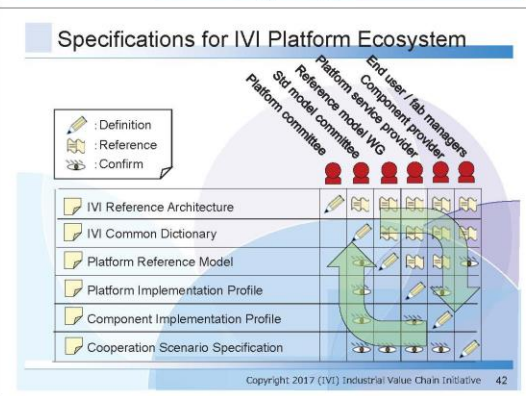 Specifications for IVI Platform Ecosystem
Platform committee
Std model committee
Reference model WG
Platform service provider
Component provider
End user / fab managers
: Definition
: Reference
: Confirm
IVI Reference Architecture
IVI Common Dictionary
Platform Reference Model
Platform Implementation Profile
Component Implementation Profile
Cooperation Scenario Specification
Copyright 2017 (IVI) Industrial Value Chain Initiative 42